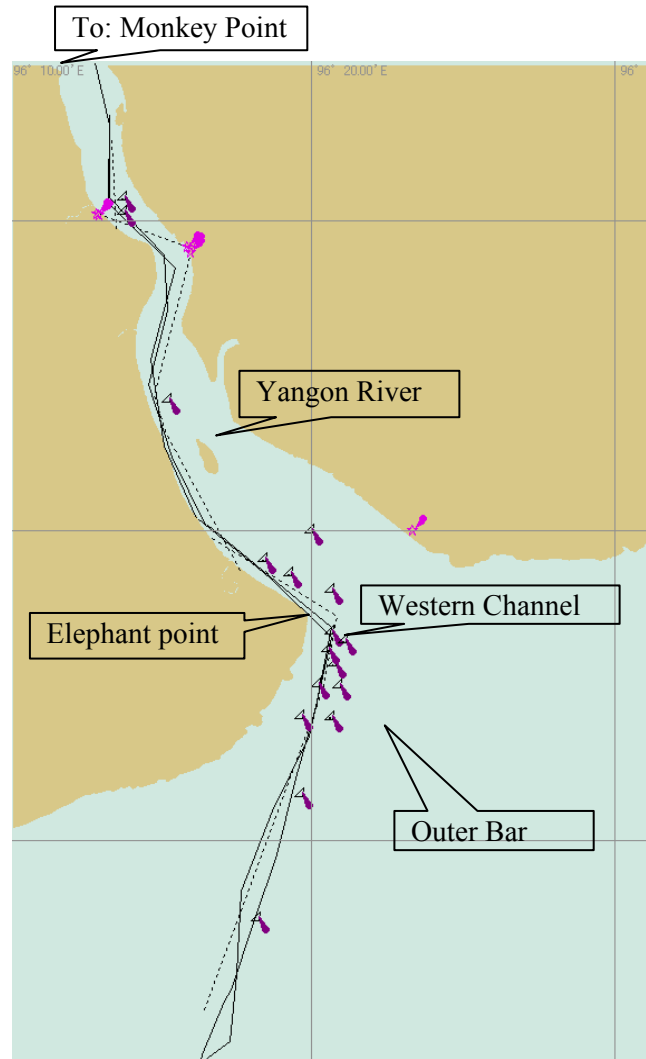 To: Monkey Point
96° 10.00' E
96° 20.00' E
96°
Yangon River
Western Channel
Elephant point
Outer Bar